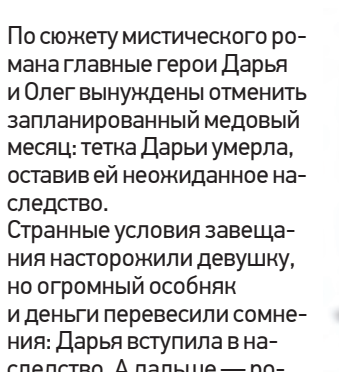 По сюжету мистического ро-
мана главные герои Дарья
и Олег вынуждены отменить
запланированный медовый
месяц: тетка Дарьи умерла,
оставив ей неожиданное на-
следство.
Странные условия завеща-
ния насторожили девушку,
но огромный особняк
и деньги перевесили сомне-
ния: Дарья вступила в на-
следство. А дальше — ро-